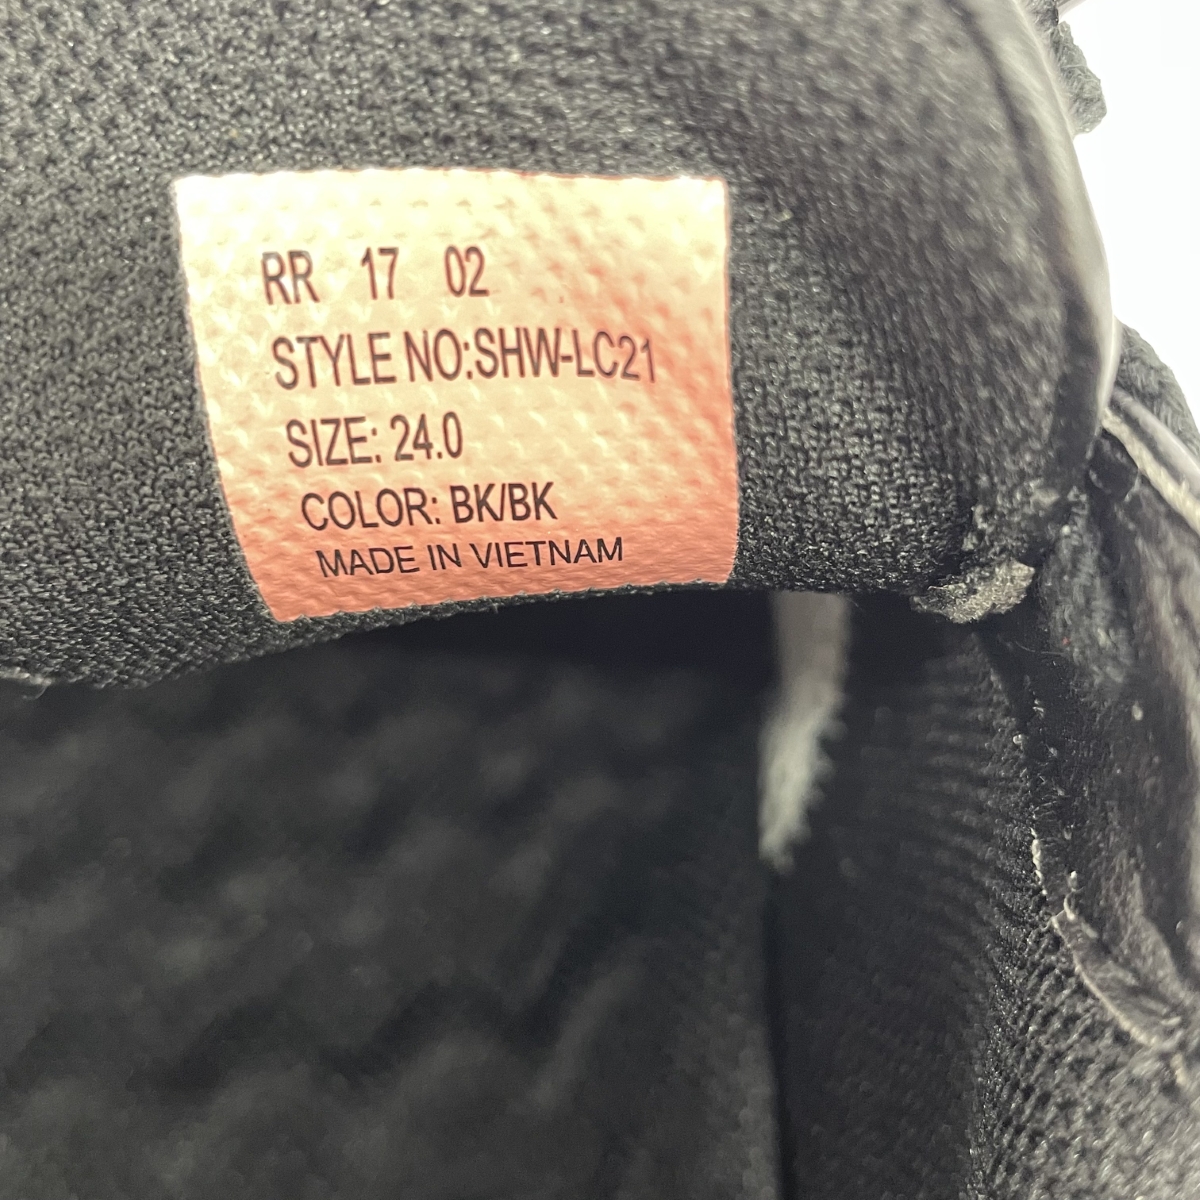 RR 17 02
STYLE NO:SHW-LC21
SIZE: 24.0
COLOR: BK/BK
MADE IN VIETNAM